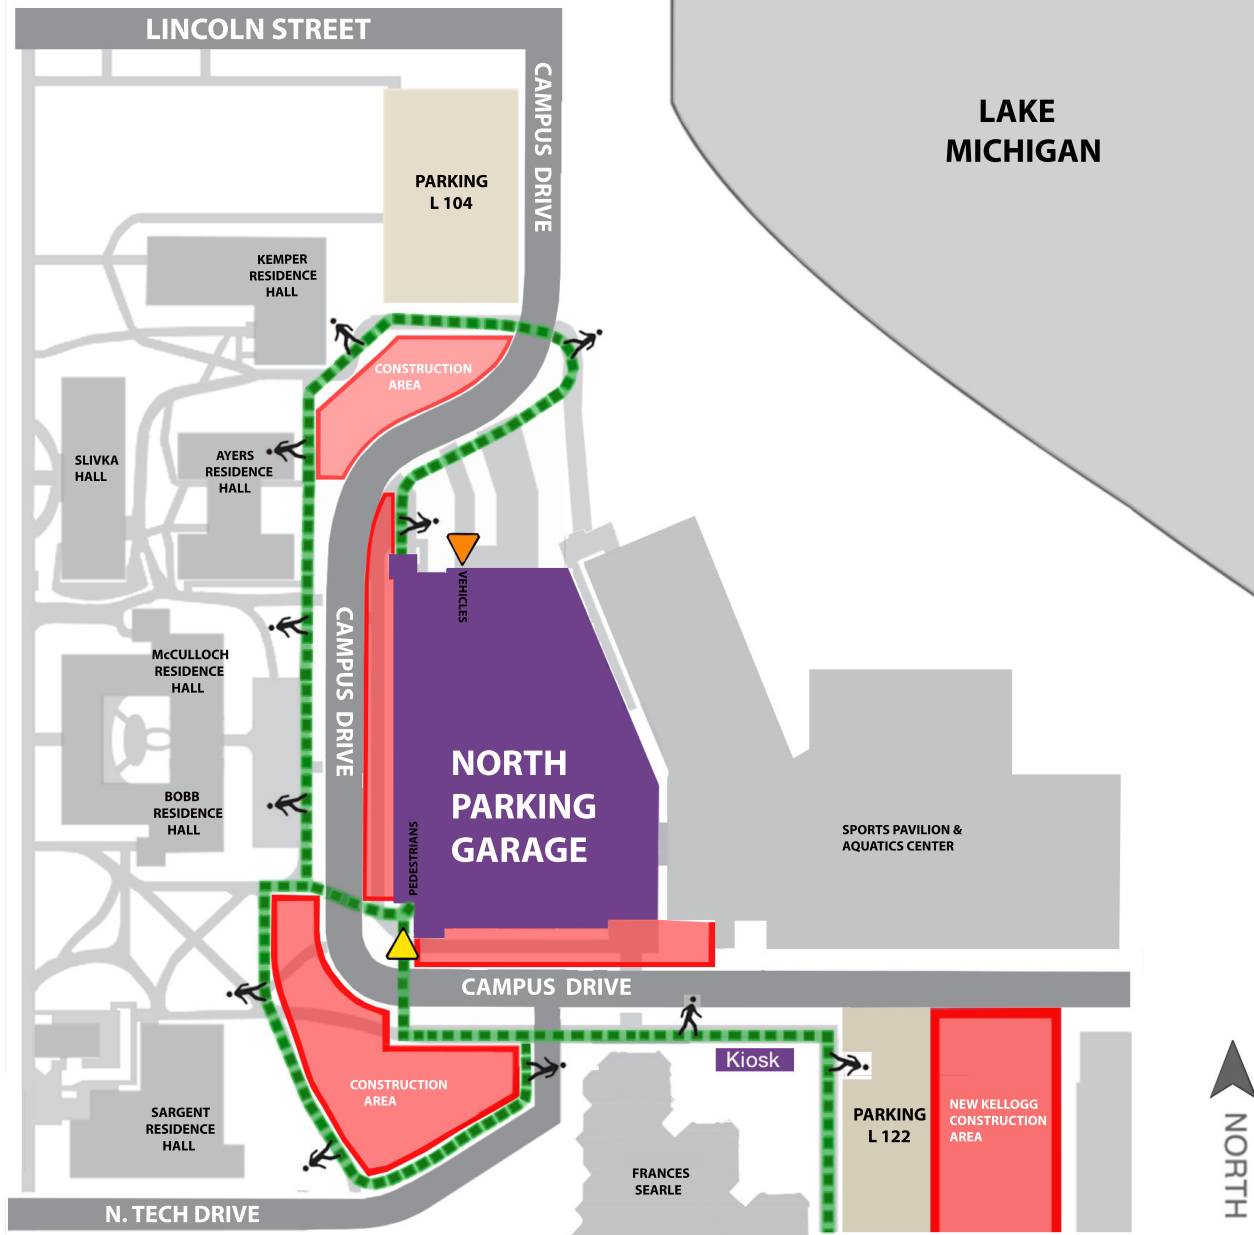 LINCOLN STREET
CAMPUS DRIVE
LAKE
MICHIGAN
PARKING
L 104
KEMPER
RESIDENCE
HALL
CONSTRUCTION
AREA
SLIVKA
HALL
AYERS
RESIDENCE
HALL
VEHICLES
CAMPUS DRIVE
McCULLOCH
RESIDENCE
HALL
NORTH
PARKING
GARAGE
BOBB
RESIDENCE
HALL
PEDESTRIANS
SPORTS PAVILION &
AQUATICS CENTER
CAMPUS DRIVE
Kiosk
CONSTRUCTION
AREA
SARGENT
RESIDENCE
HALL
PARKING
L 122
NEW KELLOGG
CONSTRUCTION
AREA
FRANCES
SEARLE
NORTH
N. TECH DRIVE